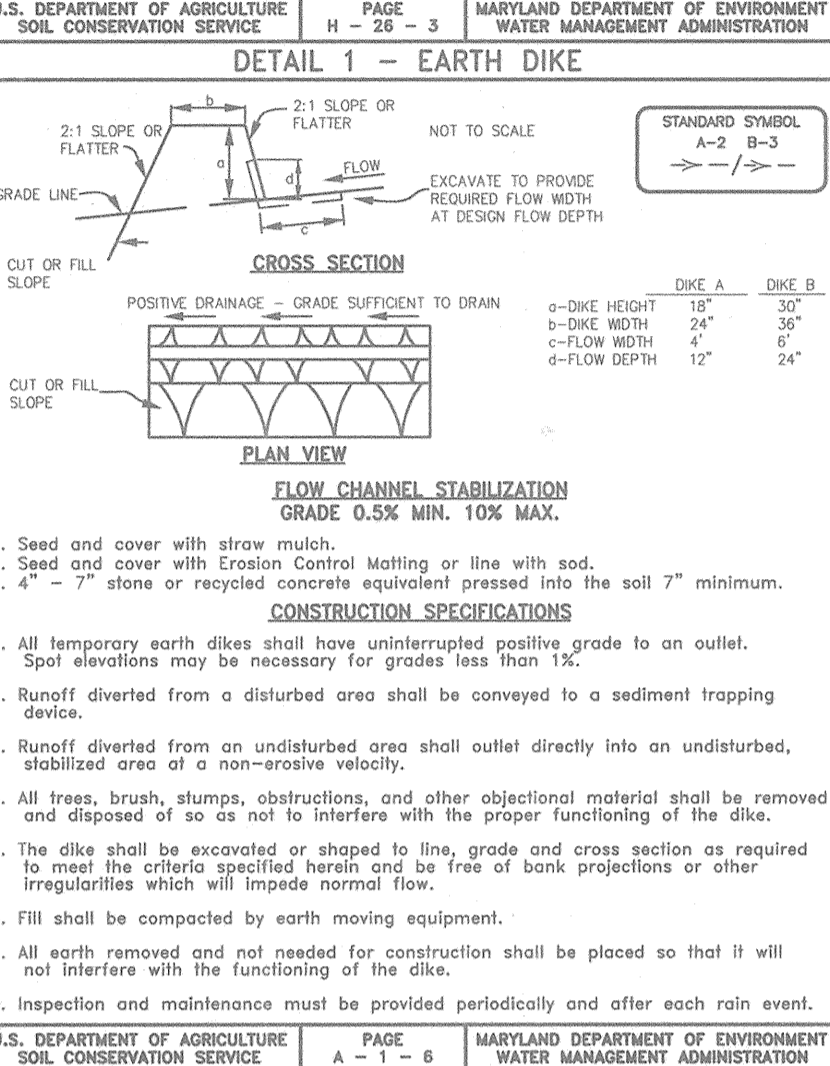 U.S. DEPARTMENT OF AGRICULTURE
SOIL CONSERVATION SERVICE
PAGE
H - 26 - 3
MARYLAND DEPARTMENT OF ENVIRONMENT
WATER MANAGEMENT ADMINISTRATION
DETAIL 1 - EARTH DIKE
b
2:1 SLOPE OR
FLATTER
2:1 SLOPE OR
FLATTER
NOT TO SCALE
STANDARD SYMBOL
A-2 B-3
a
d
FLOW
GRADE LINE
EXCAVATE TO PROVIDE
REQUIRED FLOW WIDTH
AT DESIGN FLOW DEPTH
c
CUT OR FILL
SLOPE
CROSS SECTION
POSITIVE DRAINAGE - GRADE SUFFICIENT TO DRAIN
DIKE A DIKE B
a-DIKE HEIGHT 18" 30"
b-DIKE WIDTH 24" 36"
c-FLOW WIDTH 4' 6'
d-FLOW DEPTH 12" 24"
CUT OR FILL
SLOPE
PLAN VIEW
FLOW CHANNEL STABILIZATION
GRADE 0.5% MIN. 10% MAX.
. Seed and cover with straw mulch.
. Seed and cover with Erosion Control Matting or line with sod.
. 4" - 7" stone or recycled concrete equivalent pressed into the soil 7" minimum.
CONSTRUCTION SPECIFICATIONS
. All temporary earth dikes shall have uninterrupted positive grade to an outlet.
Spot elevations may be necessary for grades less than 1%.
. Runoff diverted from a disturbed area shall be conveyed to a sediment trapping
device.
. Runoff diverted from an undisturbed area shall outlet directly into an undisturbed,
stabilized area at a non-erosive velocity.
. All trees, brush, stumps, obstructions, and other objectional material shall be removed
and disposed of so as not to interfere with the proper functioning of the dike.
. The dike shall be excavated or shaped to line, grade and cross section as required
to meet the criteria specified herein and be free of bank projections or other
irregularities which will impede normal flow.
. Fill shall be compacted by earth moving equipment.
. All earth removed and not needed for construction shall be placed so that it will
not interfere with the functioning of the dike.
. Inspection and maintenance must be provided periodically and after each rain event.
U.S. DEPARTMENT OF AGRICULTURE
SOIL CONSERVATION SERVICE
PAGE
A - 1 - 6
MARYLAND DEPARTMENT OF ENVIRONMENT
WATER MANAGEMENT ADMINISTRATION